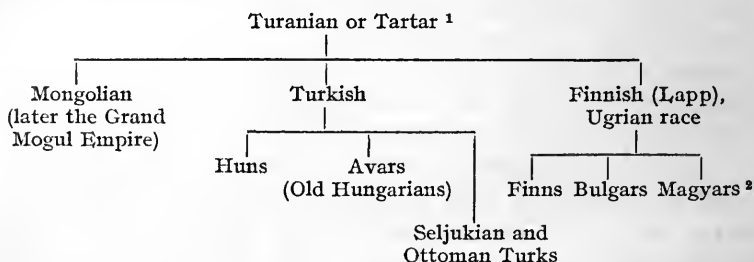 Turanian or Tartar ¹
Mongolian
(later the Grand
Mogul Empire)
Turkish
Finnish (Lapp),
Ugrian race
Huns
Avars
(Old Hungarians)
Finns Bulgars Magyars ²
Seljukian and
Ottoman Turks